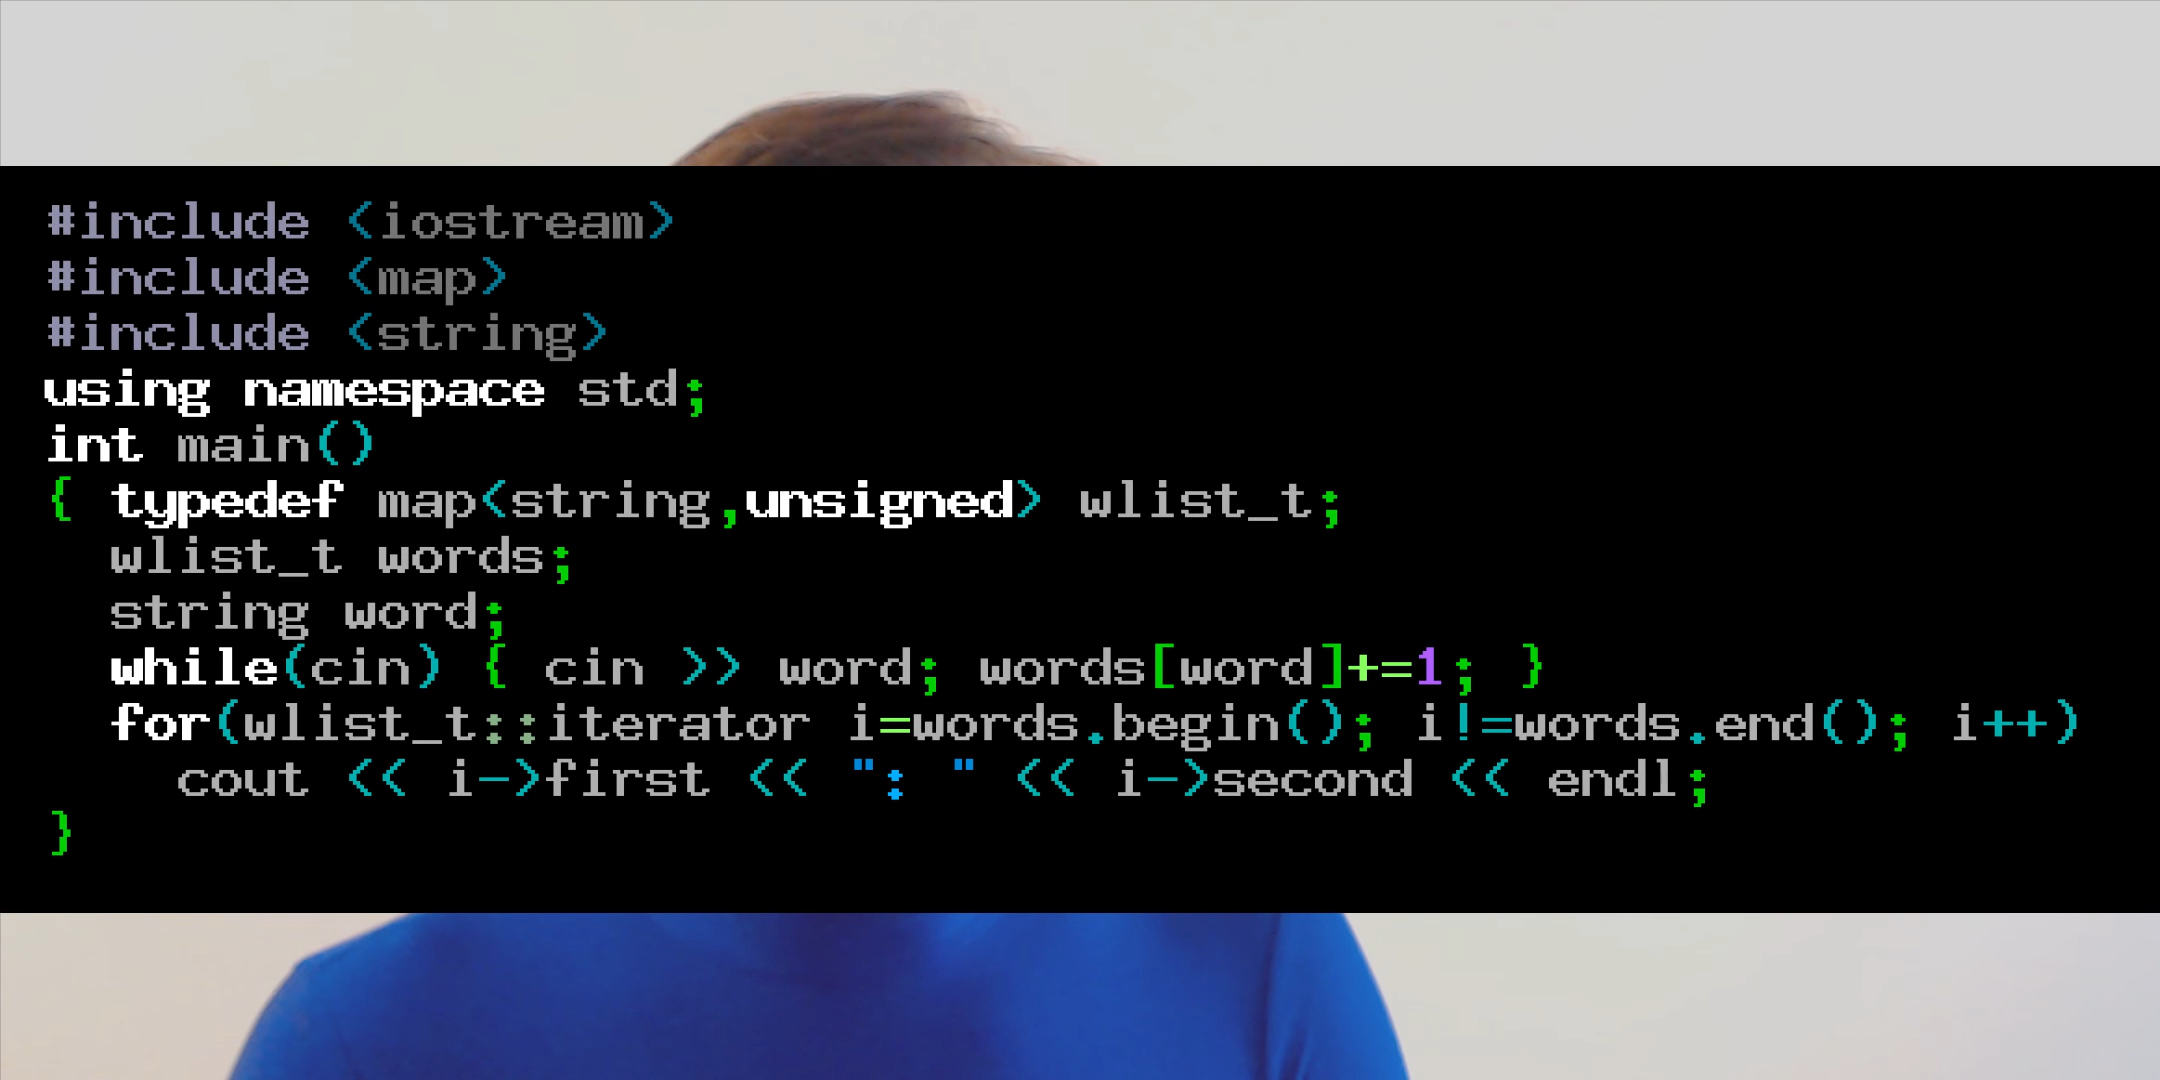 #include <iostream>
#include <map>
#include <string>
using namespace std;
int main()
{ typedef map<string,unsigned> wlist_t;
  wlist_t words;
  string word;
  while(cin) { cin >> word; words[word]+=1; }
  for(wlist_t::iterator i=words.begin(); i!=words.end(); i++)
    cout << i->first << ": " << i->second << endl;
}